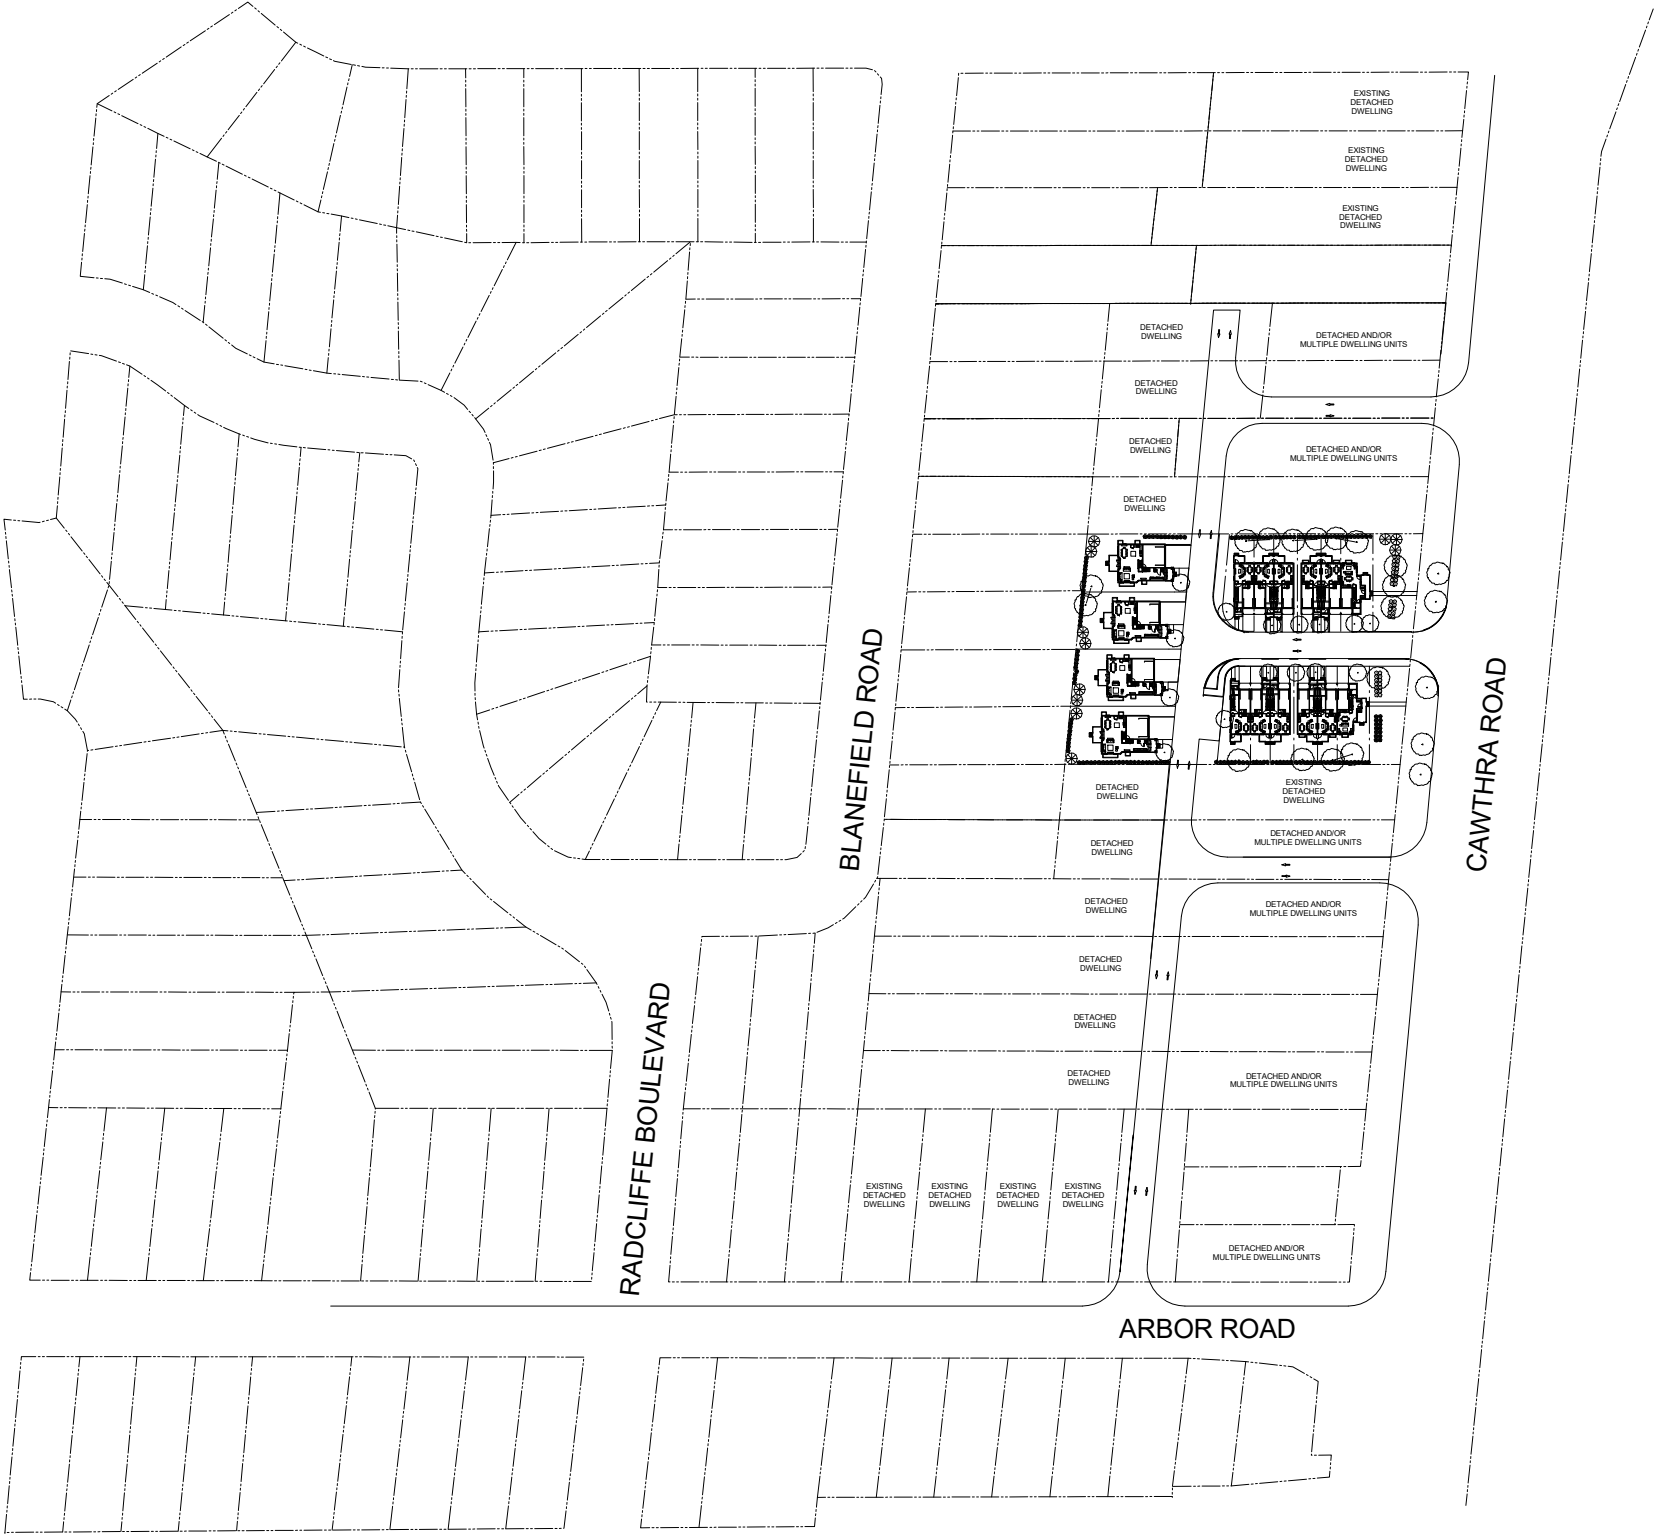 EXISTING
DETACHED
DWELLING
EXISTING
DETACHED
DWELLING
EXISTING
DETACHED
DWELLING
DETACHED
DWELLING
DETACHED AND/OR
MULTIPLE DWELLING UNITS
DETACHED
DWELLING
DETACHED
DWELLING
DETACHED AND/OR
MULTIPLE DWELLING UNITS
DETACHED
DWELLING
BLANEFIELD ROAD
CAWTHRA ROAD
DETACHED
DWELLING
EXISTING
DETACHED
DWELLING
DETACHED
DWELLING
DETACHED AND/OR
MULTIPLE DWELLING UNITS
DETACHED
DWELLING
DETACHED AND/OR
MULTIPLE DWELLING UNITS
DETACHED
DWELLING
RADCLIFFE BOULEVARD
DETACHED
DWELLING
DETACHED
DWELLING
DETACHED AND/OR
MULTIPLE DWELLING UNITS
EXISTING
DETACHED
DWELLING
EXISTING
DETACHED
DWELLING
EXISTING
DETACHED
DWELLING
EXISTING
DETACHED
DWELLING
DETACHED AND/OR
MULTIPLE DWELLING UNITS
ARBOR ROAD